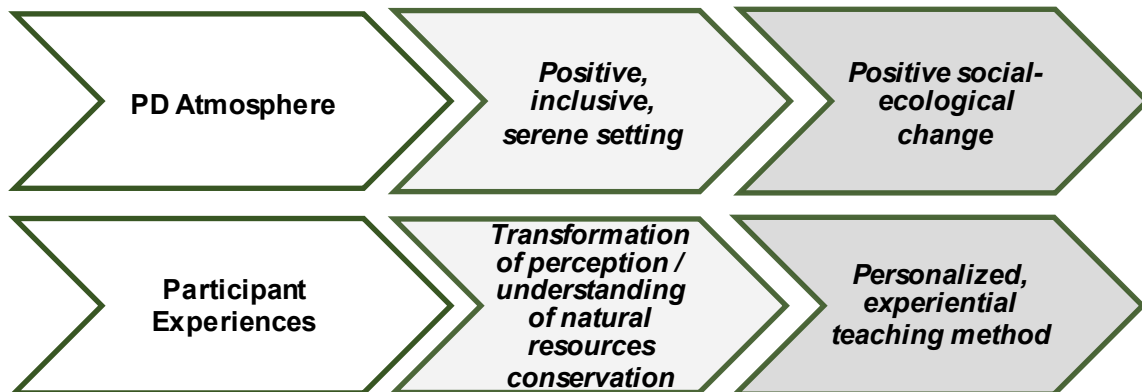 PD Atmosphere
Positive,
inclusive,
serene setting
Positive social-
ecological
change
Participant
Experiences
Transformation
of perception /
understanding
of natural
resources
conservation
Personalized,
experiential
teaching method